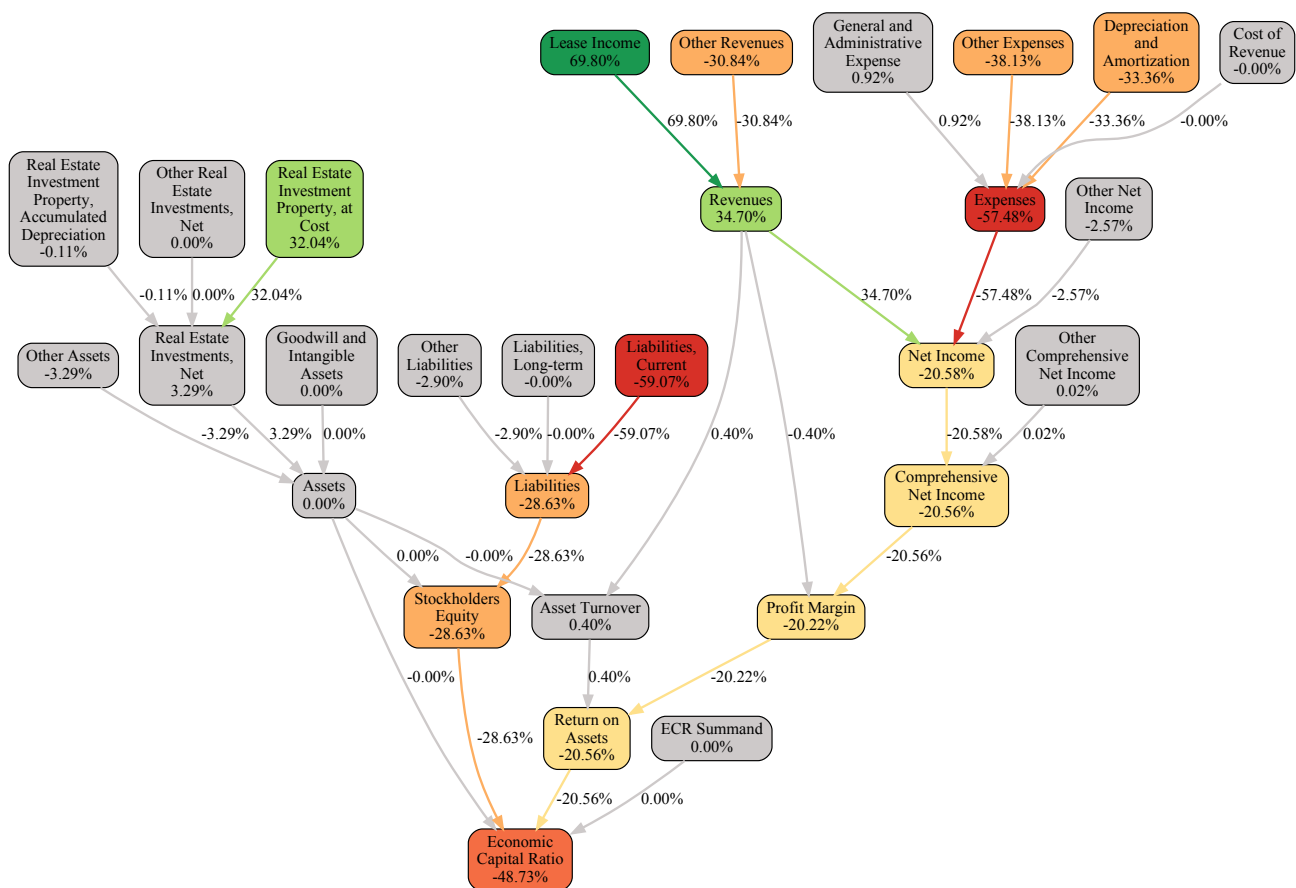 Lease Income
69.80%
Other Revenues
-30.84%
General and
Administrative
Expense
0.92%
Other Expenses
-38.13%
Depreciation
and
Amortization
-33.36%
Cost of
Revenue
-0.00%
69.80%
-30.84%
0.92%
-38.13%
-33.36%
-0.00%
Real Estate
Investment
Property,
Accumulated
Depreciation
-0.11%
Other Real
Estate
Investments,
Net
0.00%
Real Estate
Investment
Property, at
Cost
32.04%
Revenues
34.70%
Expenses
-57.48%
Other Net
Income
-2.57%
-0.11%
0.00%
32.04%
34.70%
-57.48%
-2.57%
Other Assets
-3.29%
Real Estate
Investments,
Net
3.29%
Goodwill and
Intangible
Assets
0.00%
Other
Liabilities
-2.90%
Liabilities,
Long-term
-0.00%
Liabilities,
Current
-59.07%
Net Income
-20.58%
Other
Comprehensive
Net Income
0.02%
-3.29%
3.29%
0.00%
-2.90%
-0.00%
-59.07%
0.40%
-0.40%
-20.58%
0.02%
Assets
0.00%
Liabilities
-28.63%
Comprehensive
Net Income
-20.56%
0.00%
-0.00%
-28.63%
-20.56%
Stockholders
Equity
-28.63%
Asset Turnover
0.40%
Profit Margin
-20.22%
-0.00%
0.40%
-20.22%
-28.63%
Return on
Assets
-20.56%
ECR Summand
0.00%
-20.56%
0.00%
Economic
Capital Ratio
-48.73%